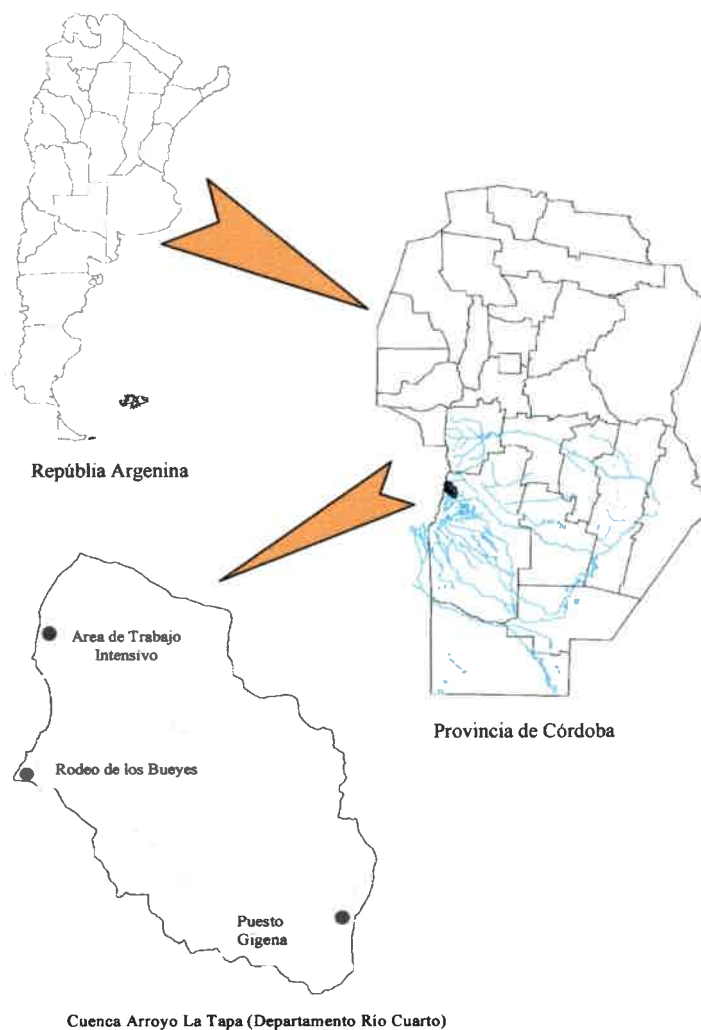 Repúblia Argenina
Provincia de Córdoba
Area de Trabajo
Intensivo
Rodeo de los Bueyes
Puesto
Gigena
Cuenca Arroyo La Tapa (Departamento Río Cuarto)